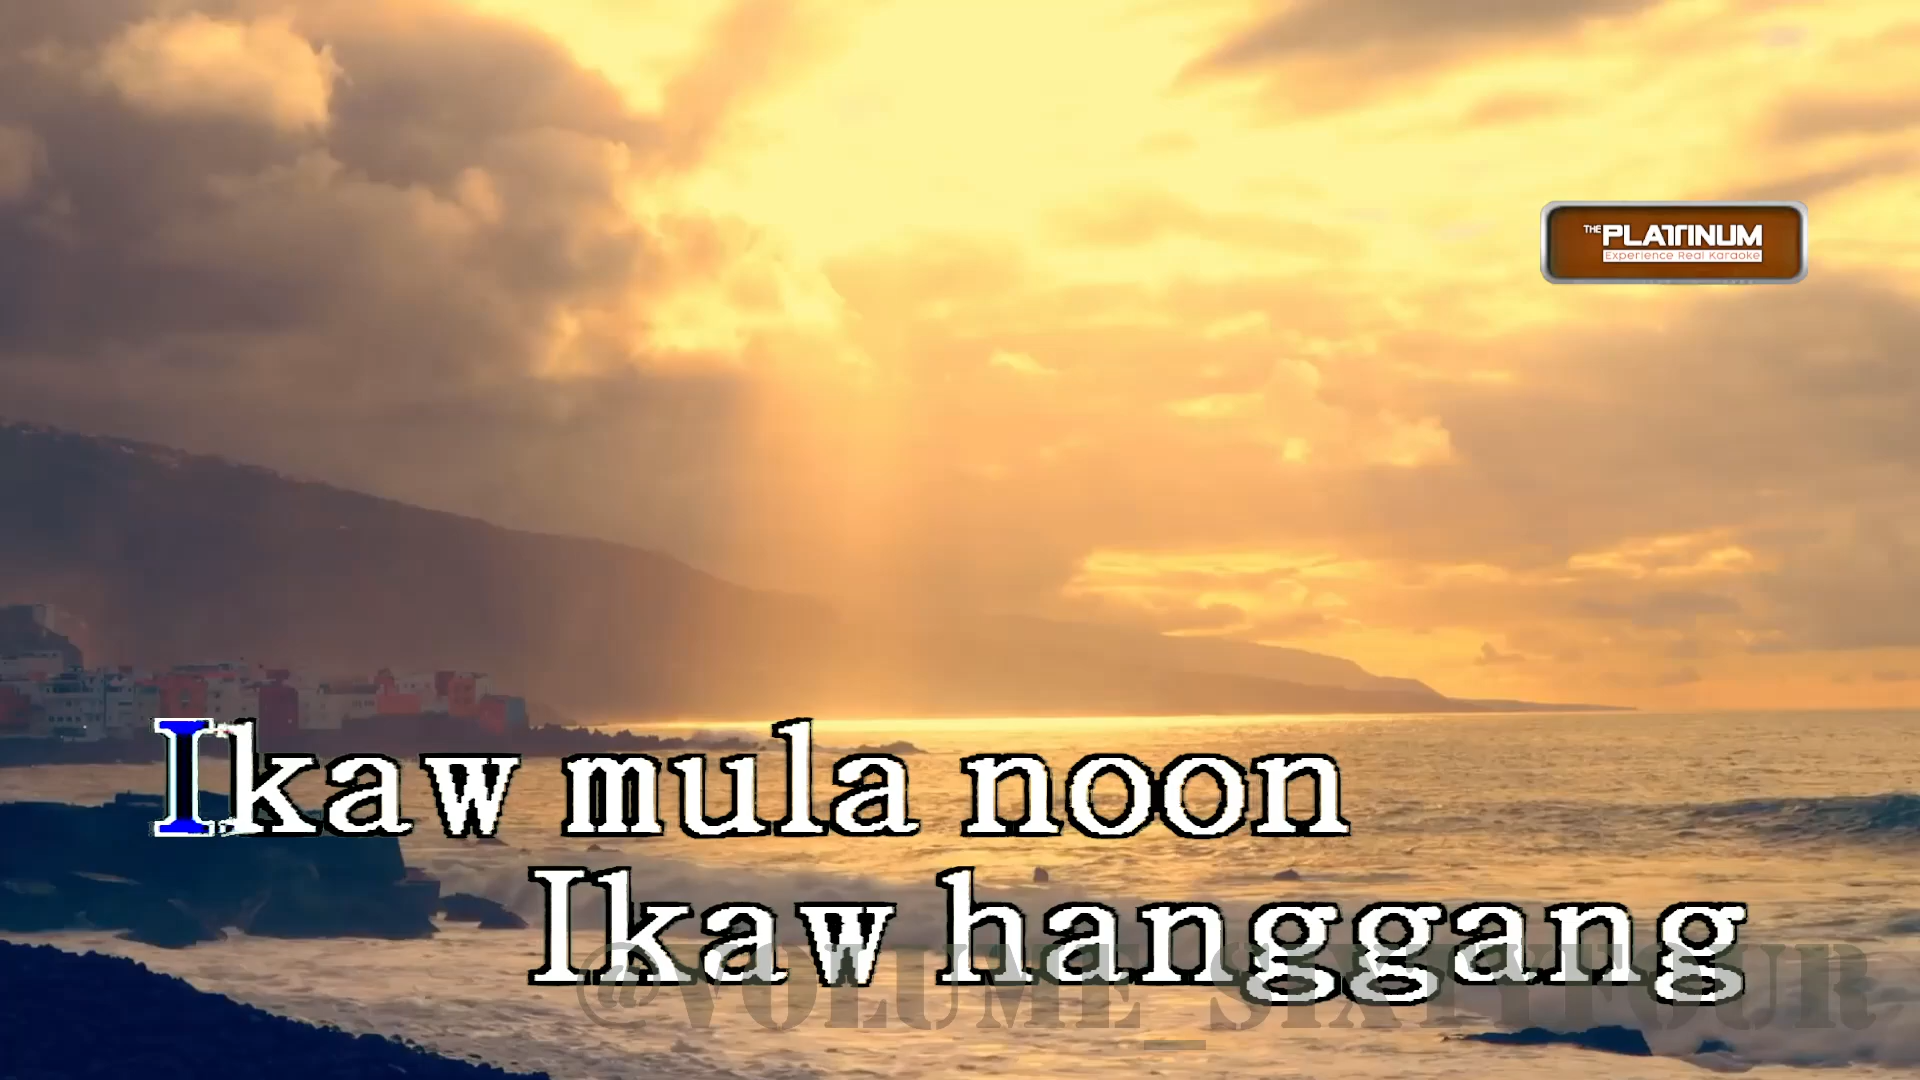 THE PLATINUM
Experience Real Karaoke
Ikaw mula noon
Ikaw hanggang
@VOLUME_SIXTYFOUR